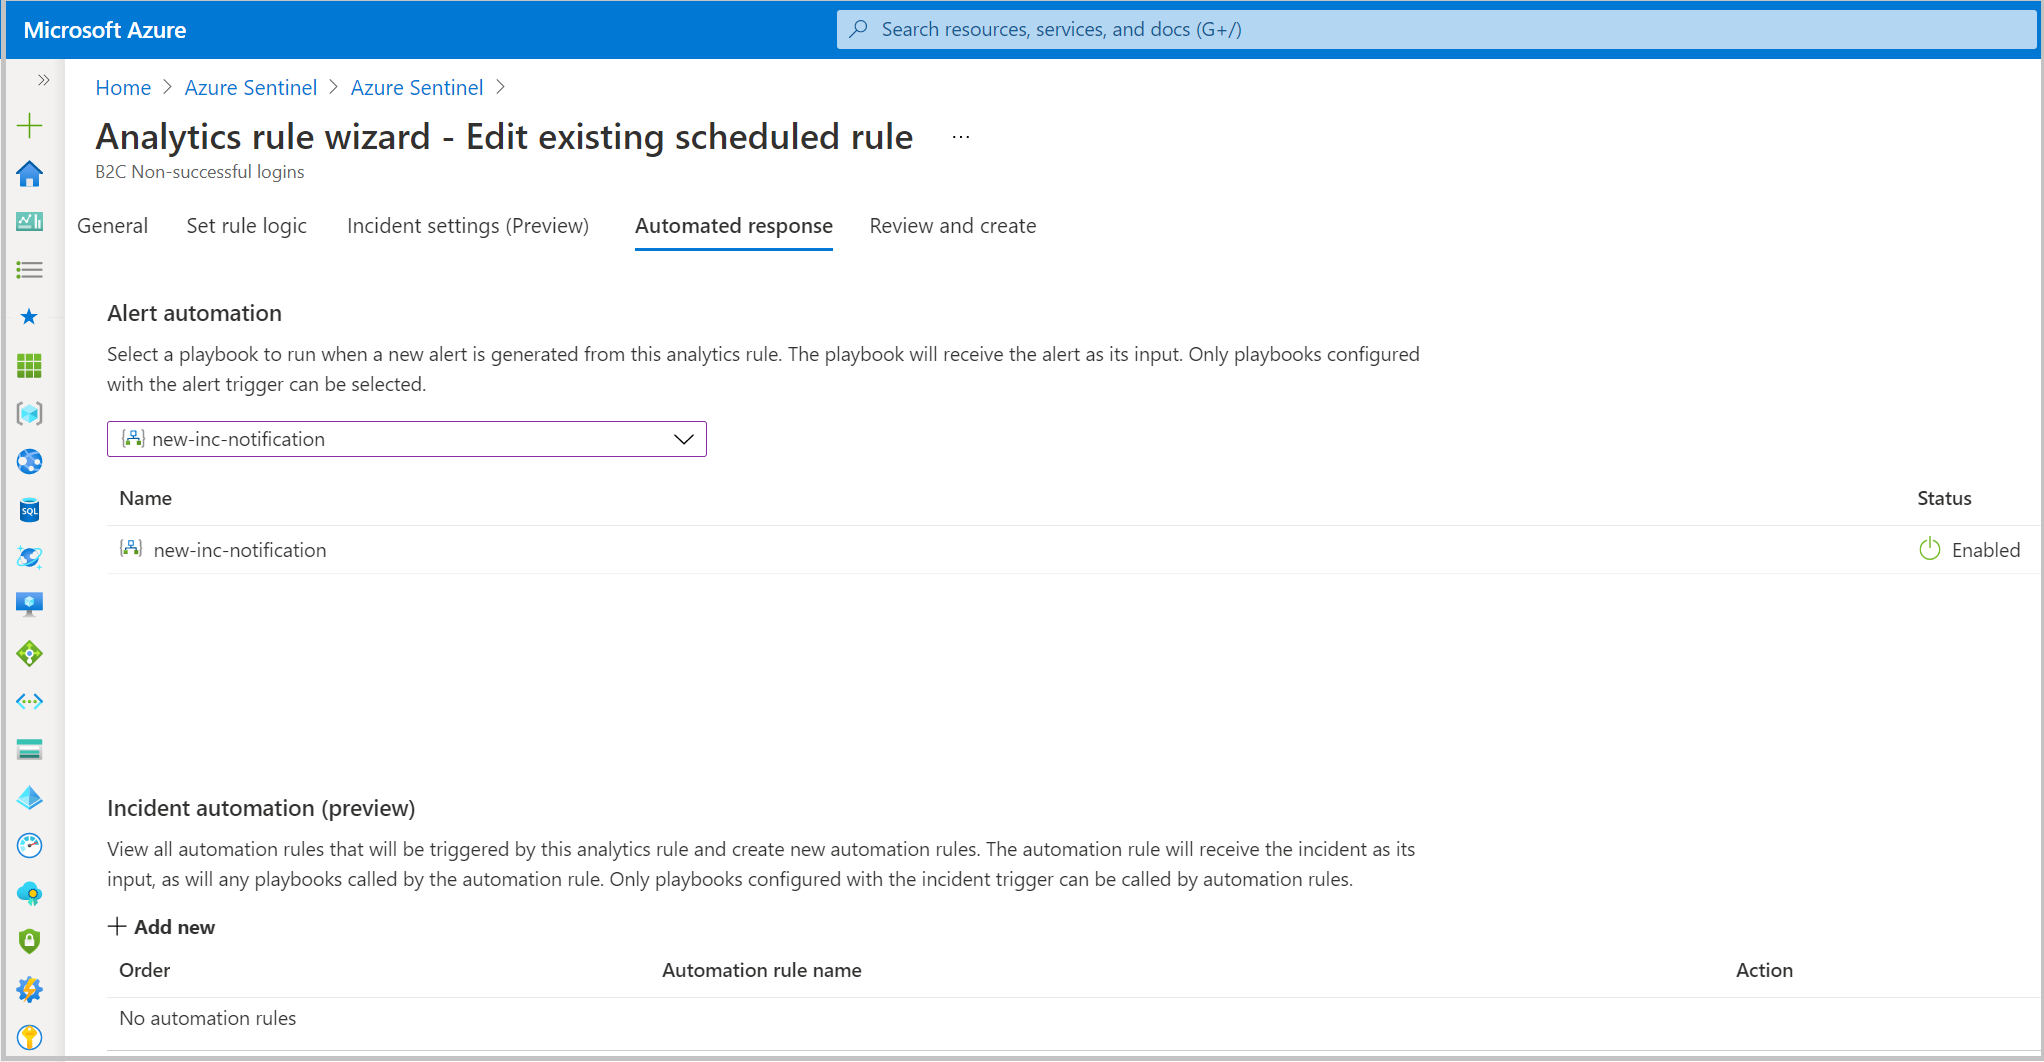 Microsoft Azure
Search resources, services, and docs (G+/)
Home > Azure Sentinel > Azure Sentinel >
Analytics rule wizard - Edit existing scheduled rule ...
B2C Non-successful logins
General Set rule logic Incident settings (Preview) Automated response Review and create
Alert automation
Select a playbook to run when a new alert is generated from this analytics rule. The playbook will receive the alert as its input. Only playbooks configured
with the alert trigger can be selected.
new-inc-notification
Name Status
new-inc-notification Enabled
SQL
Incident automation (preview)
View all automation rules that will be triggered by this analytics rule and create new automation rules. The automation rule will receive the incident as its
input, as will any playbooks called by the automation rule. Only playbooks configured with the incident trigger can be called by automation rules.
+ Add new
Order Automation rule name Action
No automation rules